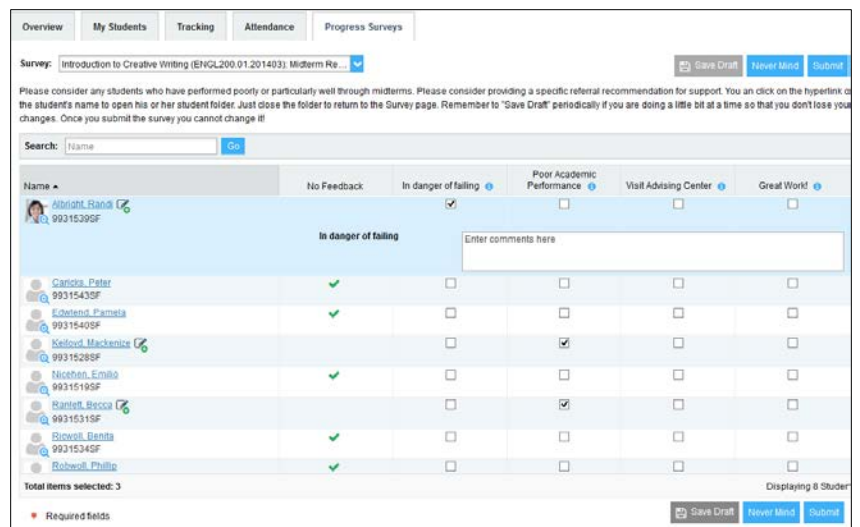 Overview My Students Tracking Attendance Progress Surveys
Survey: Introduction to Creative Writing (ENGL200.01.201403): Midterm Re... Save Draft Never Mind Submit
Please consider any students who have performed poorly or particularly well through midterms. Please consider providing a specific referral recommendation for support. You an click on the hyperlink
the student's name to open his or her student folder. Just close the folder to return to the Survey page. Remember to "Save Draft" periodically if you are doing a little bit at a time so that you don't lose your
changes. Once you submit the survey you cannot change it!
Search: Name Go
Name No Feedback In danger of failing Poor Academic Performance Visit Advising Center Great Work!
Albright, Randi
9931539SF
In danger of failing Enter comments here
Caricks, Peter
9931543SF
Edwlend, Pamela
9931540SF
Keiloyd, Mackenize
9931528SF
Nicehen, Emilio
9931519SF
Ranlett, Becca
9931531SF
Ricwoll, Benita
9931534SF
Robwoll, Phillip
Total items selected: 3 Displaying 8 Studen
Required fields Save Draft Never Mind Submit